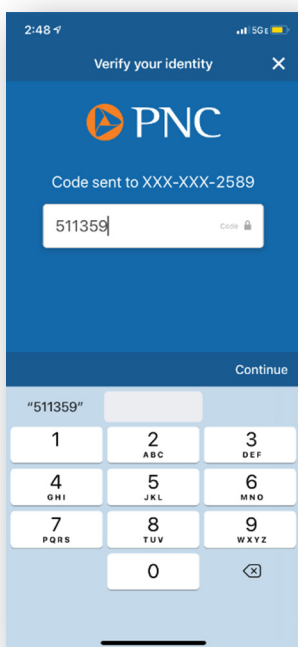 2:48
5GE
Verify your identity
PNC
Code sent to XXX-XXX-2589
511359
Code
Continue
"511359"
1
2
ABC
3
DEF
4
GHI
5
JKL
6
MNO
7
PQRS
8
TUV
9
WXYZ
0